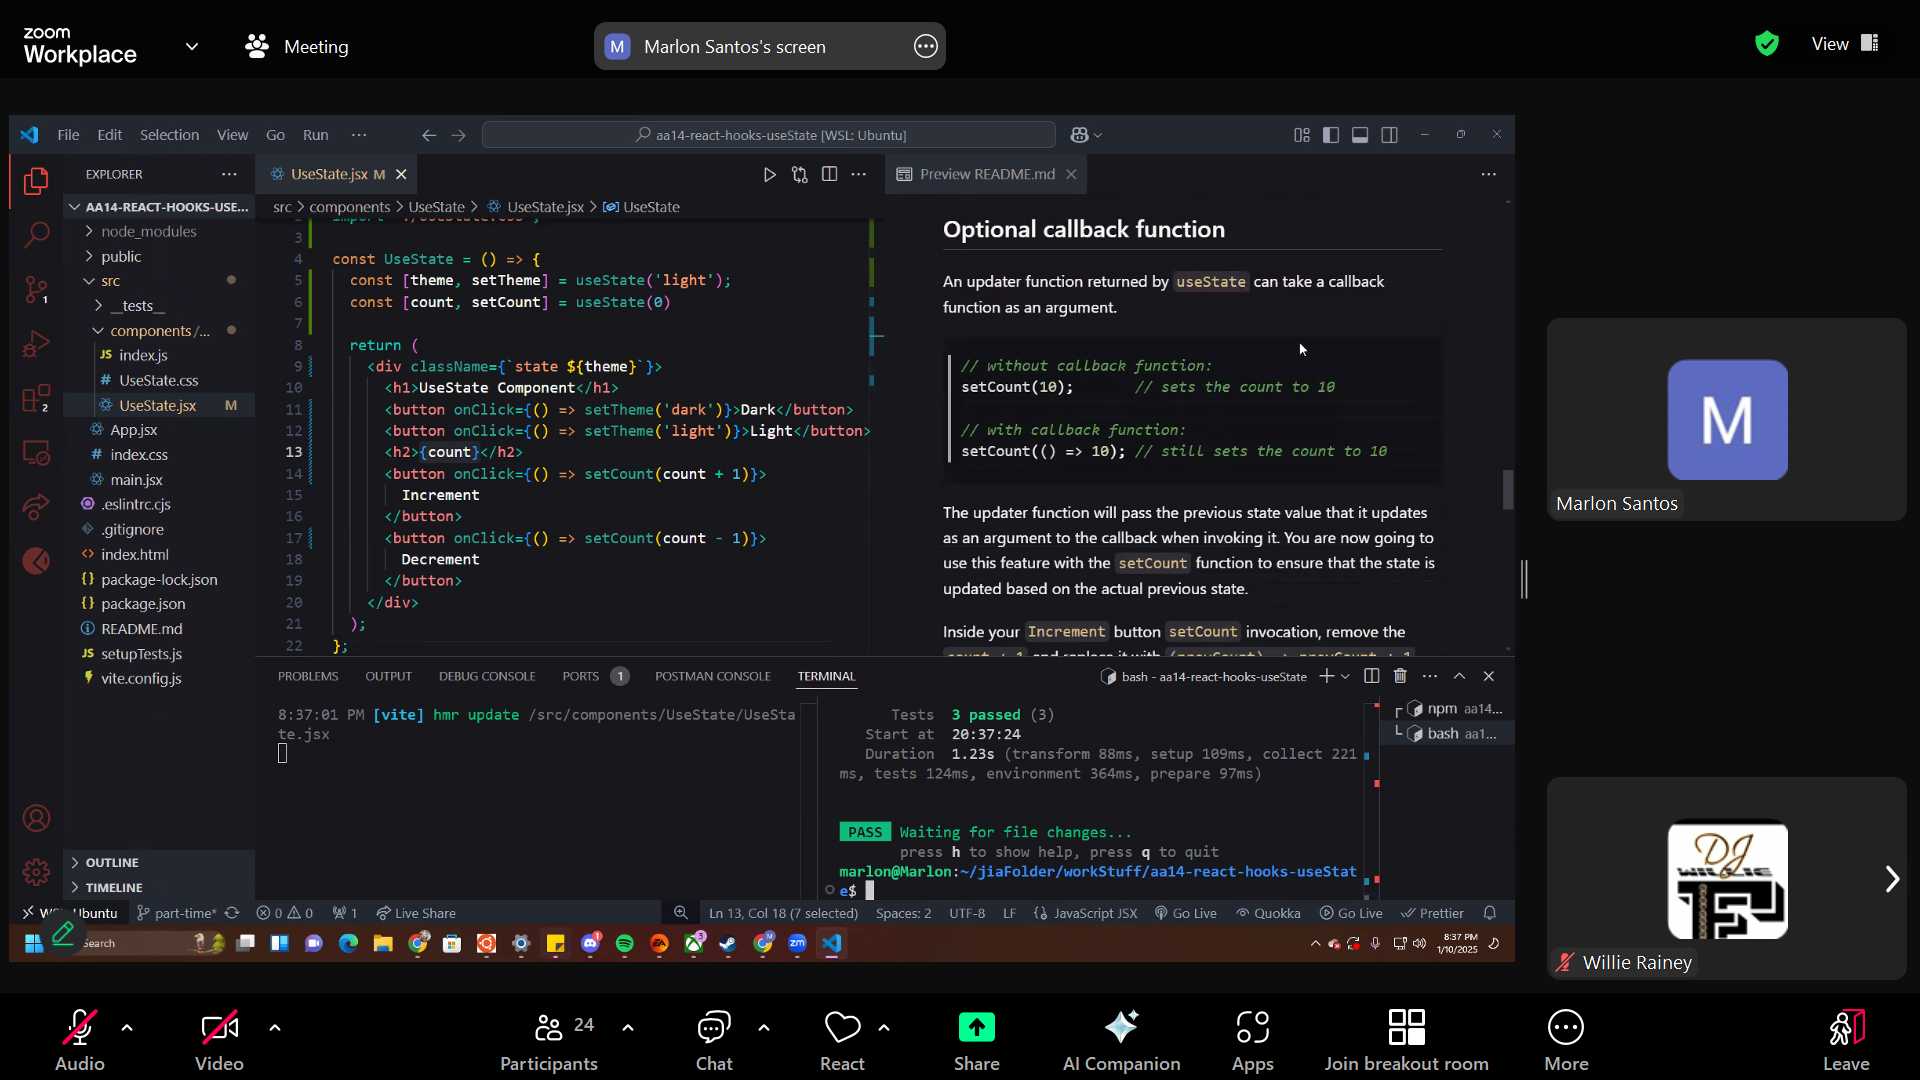 zoom
Workplace
Meeting
M Marlon Santos's screen
View
File Edit Selection View Go Run ···
aa14-react-hooks-useState [WSL: Ubuntu]
EXPLORER
UseState.jsx M
Preview README.md
AA14-REACT-HOOKS-USE...
src > components > UseState > UseState.jsx > UseState
node_modules
public
src
__tests__
components/...
JS index.js
# UseState.css
UseState.jsx M
App.jsx
# index.css
main.jsx
.eslintrc.cjs
.gitignore
<> index.html
{} package-lock.json
{} package.json
README.md
JS setupTests.js
vite.config.js
OUTLINE
TIMELINE
1
2
3
4 const UseState = () => {
5 const [theme, setTheme] = useState('light');
6 const [count, setCount] = useState(0)
7
8 return (
9 <div className={`state ${theme}`}>
10 <h1>UseState Component</h1>
11 <button onClick={() => setTheme('dark')}>Dark</button>
12 <button onClick={() => setTheme('light')}>Light</button>
13 <h2>{count}</h2>
14 <button onClick={() => setCount(count + 1)}>
15 Increment
16 </button>
17 <button onClick={() => setCount(count - 1)}>
18 Decrement
19 </button>
20 </div>
21 );
22 };
Optional callback function
An updater function returned by useState can take a callback
function as an argument.
// without callback function:
setCount(10); // sets the count to 10
// with callback function:
setCount(() => 10); // still sets the count to 10
The updater function will pass the previous state value that it updates
as an argument to the callback when invoking it. You are now going to
use this feature with the setCount function to ensure that the state is
updated based on the actual previous state.
Inside your Increment button setCount invocation, remove the
PROBLEMS OUTPUT DEBUG CONSOLE PORTS 1 POSTMAN CONSOLE TERMINAL
bash - aa14-react-hooks-useState
8:37:01 PM [vite] hmr update /src/components/UseState/UseSta
te.jsx
Tests 3 passed (3)
Start at 20:37:24
Duration 1.23s (transform 88ms, setup 109ms, collect 221
ms, tests 124ms, environment 364ms, prepare 97ms)
PASS Waiting for file changes...
press h to show help, press q to quit
marlon@Marlon:~/jiaFolder/workStuff/aa14-react-hooks-useStat
e$
npm aa14...
bash aa1...
part-time* 0 0 1 Live Share
Ln 13, Col 18 (7 selected) Spaces: 2 UTF-8 LF {} JavaScript JSX Go Live Quokka Go Live Prettier
8:37 PM
1/10/2025
M
Marlon Santos
DJ
WILLIE
Willie Rainey
Audio
Video
Participants 24
Chat
React
Share
AI Companion
Apps
Join breakout room
More
Leave